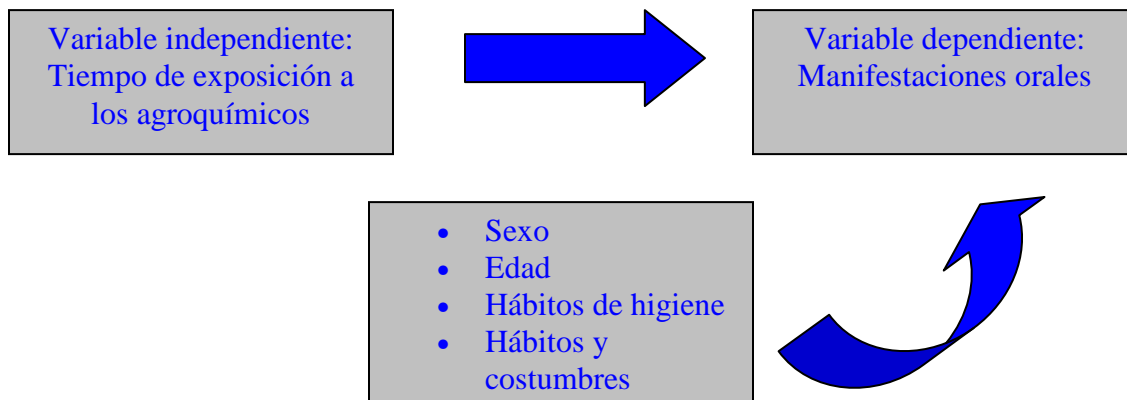 Variable independiente:
Tiempo de exposición a
los agroquímicos
Variable dependiente:
Manifestaciones orales
• Sexo
• Edad
• Hábitos de higiene
• Hábitos y
costumbres